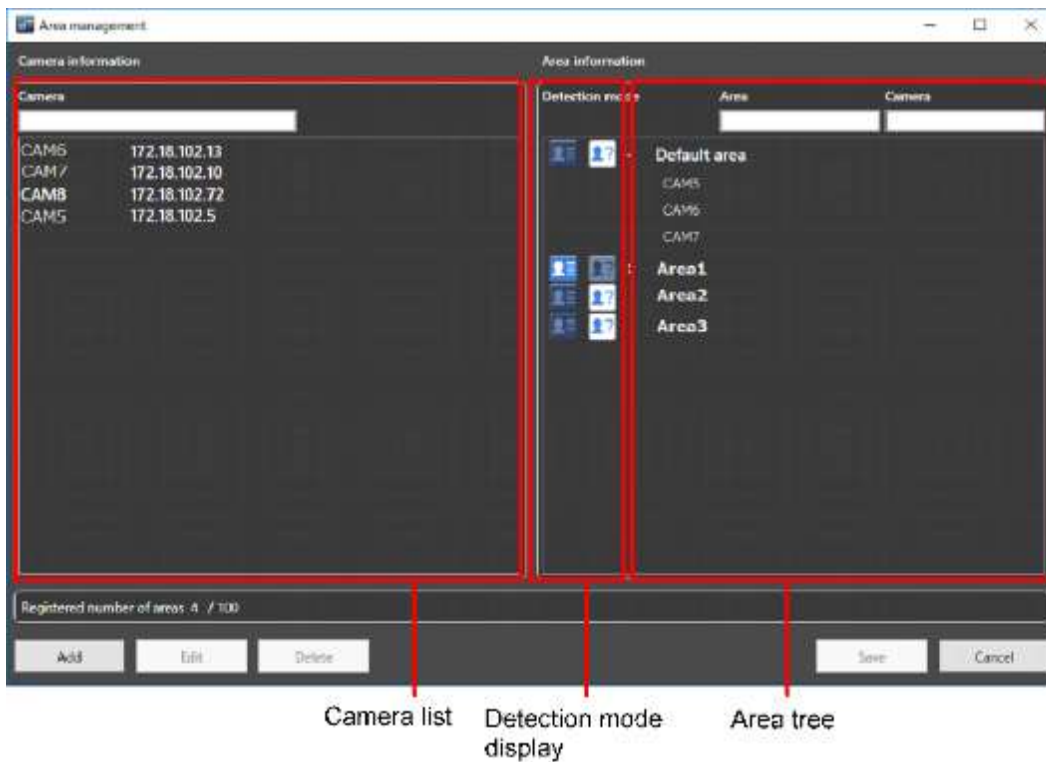 Area management
Camera information
Area information
Camera
Detection mode
Area
Camera
CAM6 172.18.102.13
CAM7 172.18.102.10
CAM8 172.18.102.72
CAM5 172.18.102.5
Default area
CAM5
CAM6
CAM7
Area1
Area2
Area3
Registered number of areas 4 / 100
Add
Edit
Delete
Save
Cancel
Camera list
Detection mode
display
Area tree